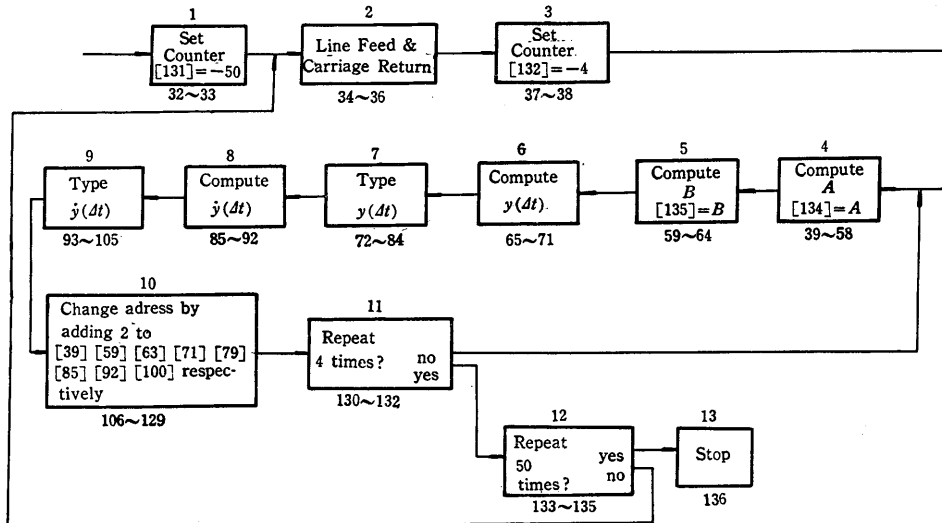 1
Set
Counter
[131]=−50
32~33
2
Line Feed &
Carriage Return
34~36
3
Set
Counter
[132]=−4
37~38
9
Type
ẏ(Δt)
93~105
8
Compute
ẏ(Δt)
85~92
7
Type
y(Δt)
72~84
6
Compute
y(Δt).
65~71
5
Compute
B
[135]=B
59~64
4
Compute
A
[134]=A
39~58
10
Change adress by
adding 2 to
[39] [59] [63] [71] [79]
[85] [92] [100] respec-
tively
106~129
11
Repeat
4 times? no
yes
130~132
12
Repeat yes
50 no
times?
133~135
13
Stop
136